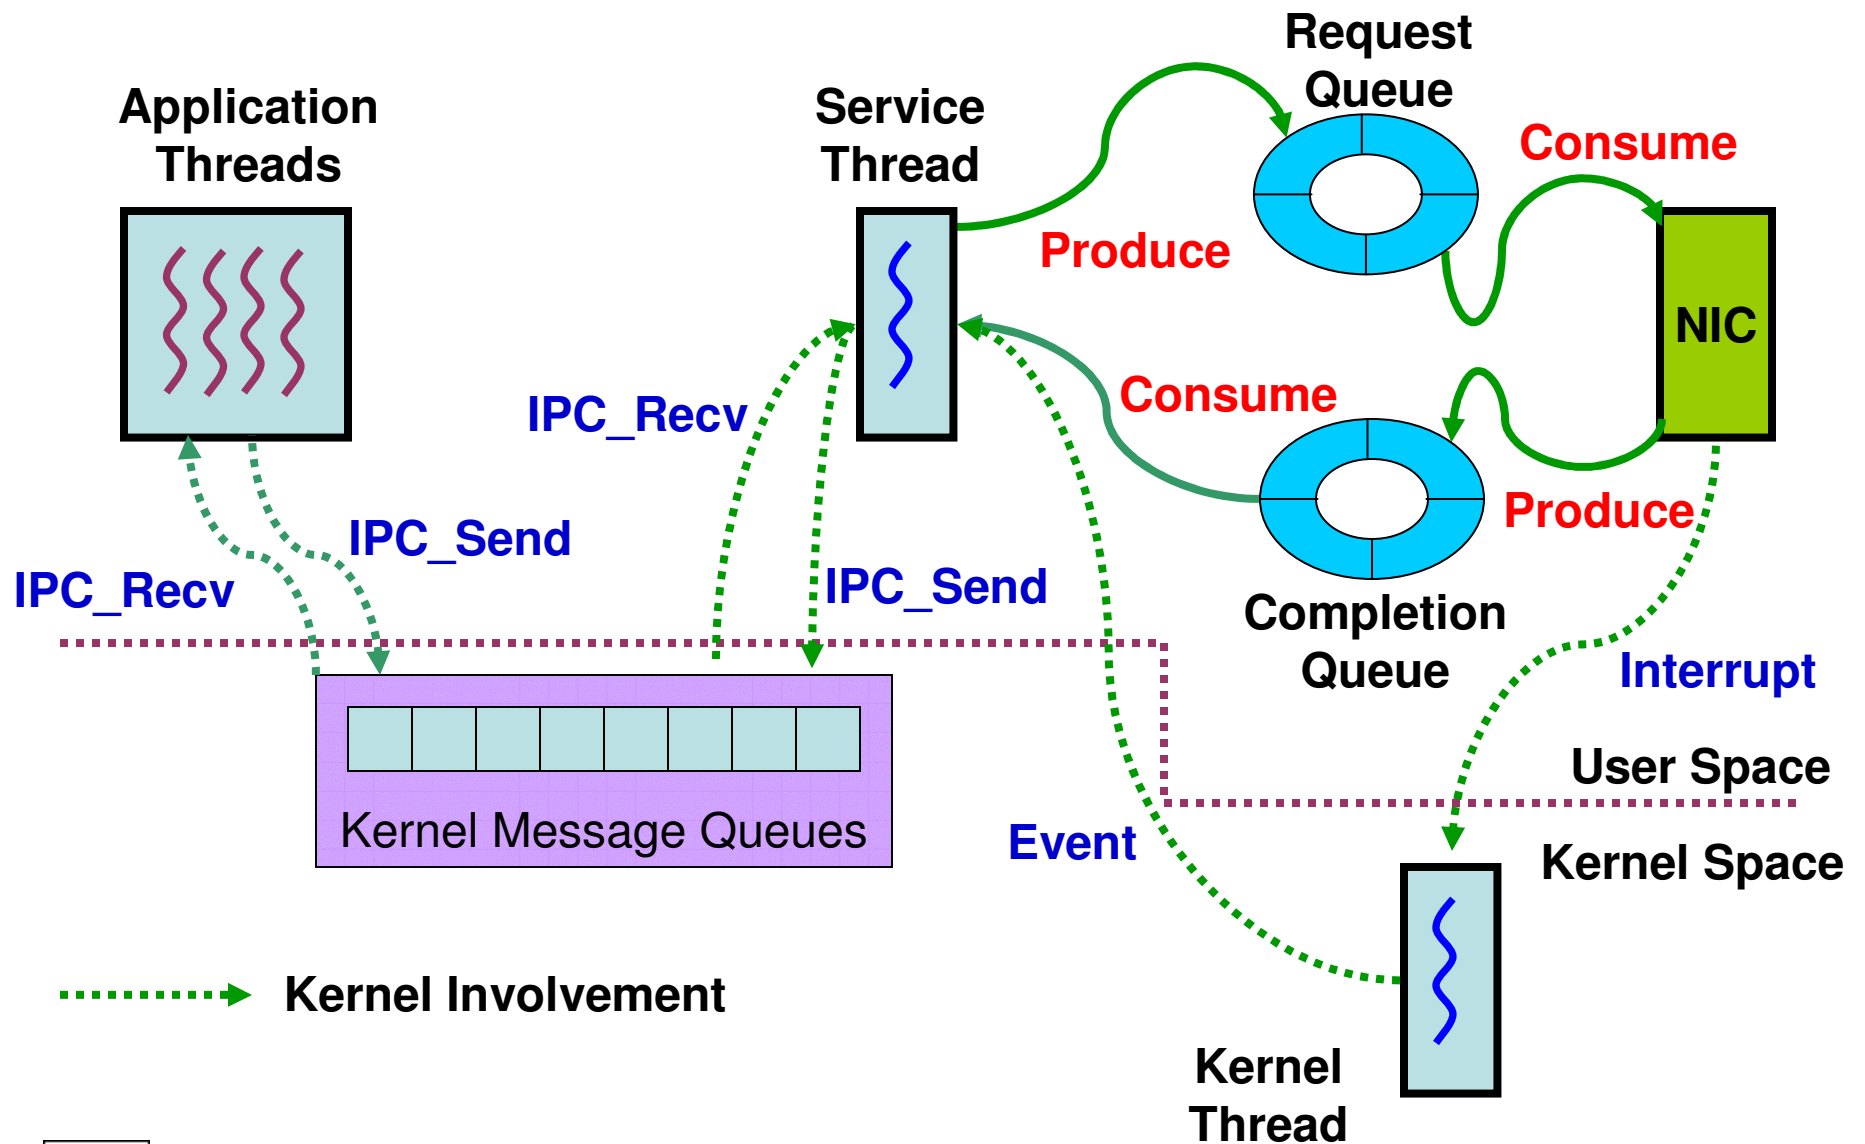 Request
Queue
Application
Threads
Service
Thread
Consume
Produce
NIC
Consume
IPC_Recv
Produce
IPC_Send
IPC_Recv
IPC_Send
Completion
Queue
Interrupt
User Space
Kernel Message Queues
Event
Kernel Space
Kernel Involvement
Kernel
Thread